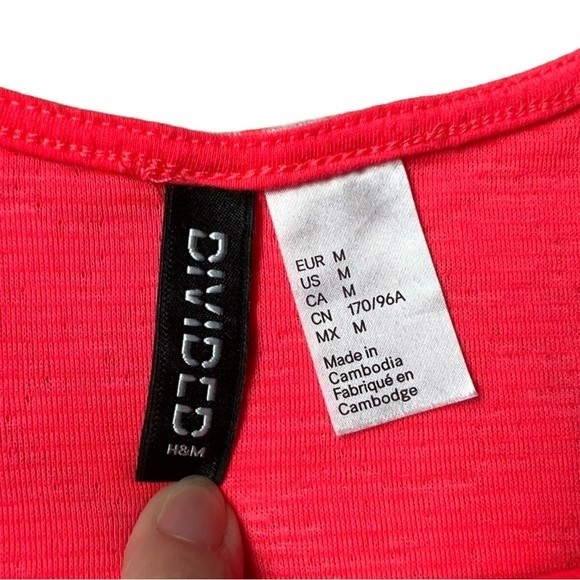 DIVIDED
H&M
EUR M
US M
CA M
CN 170/96A
MX M
Made in
Cambodia
Fabriqué en
Cambodge